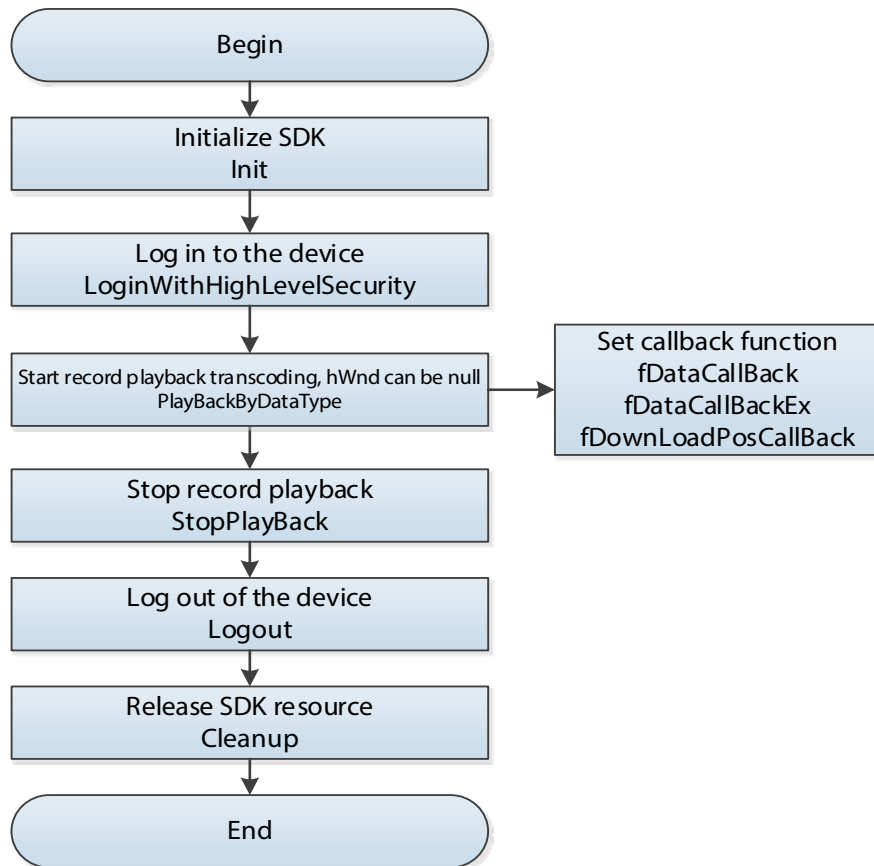 Begin
Initialize SDK
Init
Log in to the device
LoginWithHighLevelSecurity
Start record playback transcoding, hWnd can be null
PlayBackByDataType
Set callback function
fDataCallBack
fDataCallBackEx
fDownLoadPosCallBack
Stop record playback
StopPlayBack
Log out of the device
Logout
Release SDK resource
Cleanup
End